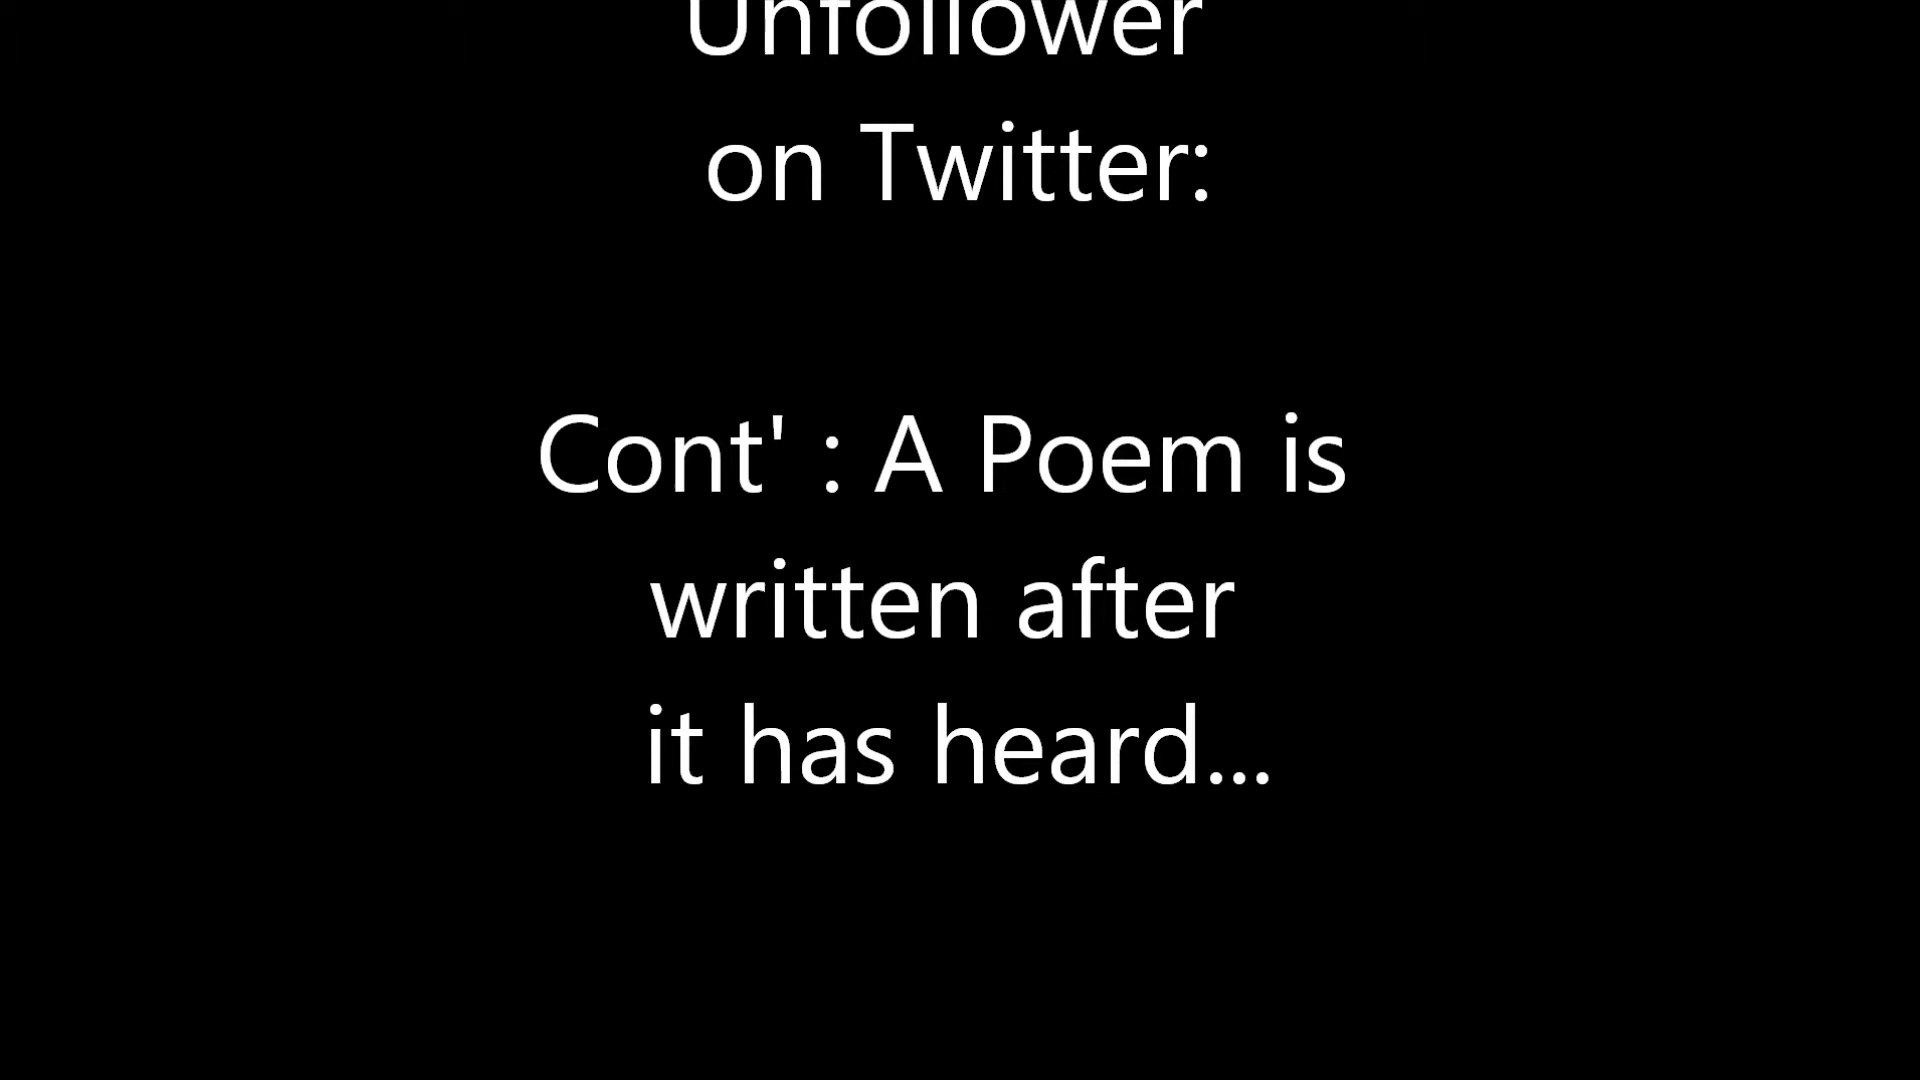 Unfollower
on Twitter:
Cont' : A Poem is
written after
it has heard...